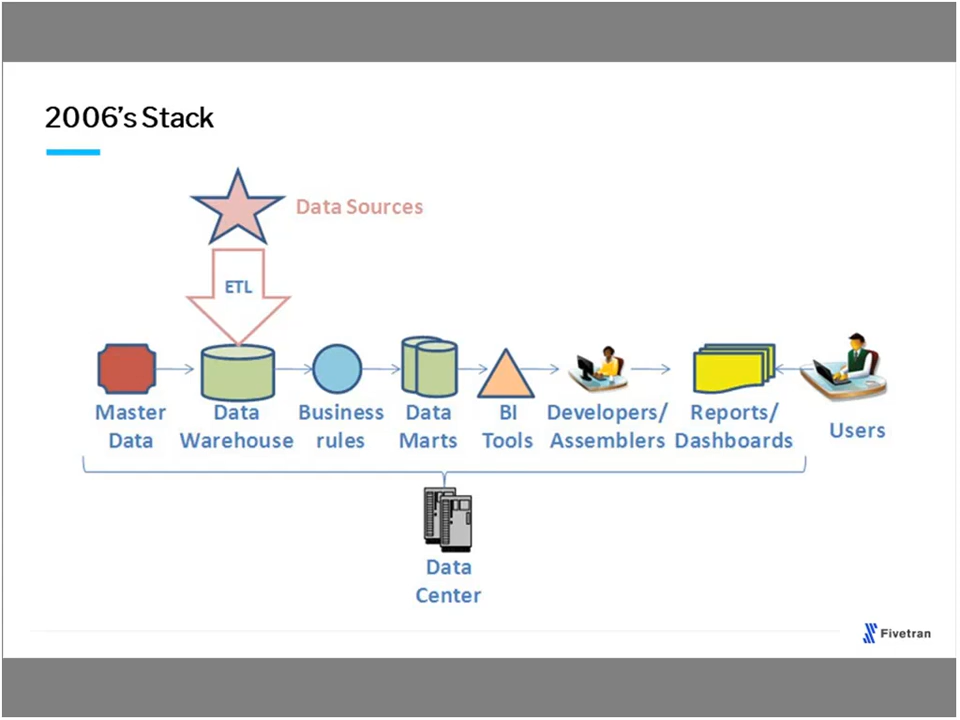 2006’s Stack
Data Sources
ETL
Master
Data
Data
Warehouse
Business
rules
Data
Marts
BI
Tools
Developers/
Assemblers
Reports/
Dashboards
Users
Data
Center
Fivetran